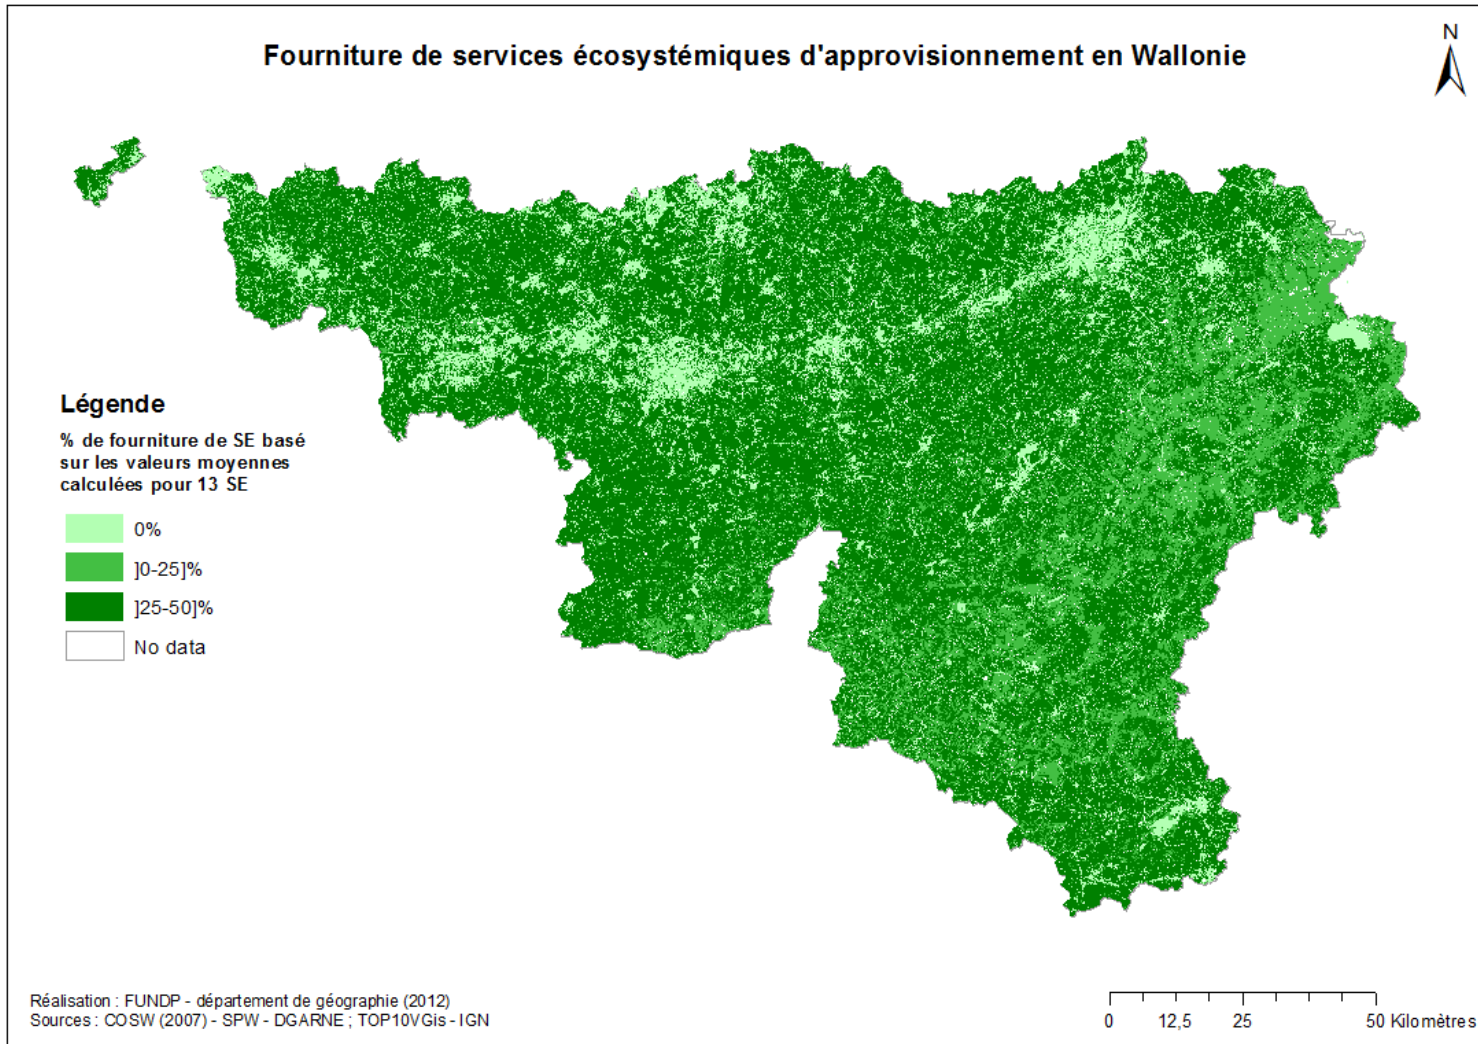 Fourniture de services écosystémiques d'approvisionnement en Wallonie
N
Légende
% de fourniture de SE basé
sur les valeurs moyennes
calculées pour 13 SE
0%
]0-25]%
]25-50]%
No data
Réalisation : FUNDP - département de géographie (2012)
Sources : COSW (2007) - SPW - DGARNE ; TOP10VGis - IGN
0 12,5 25 50 Kilomètres